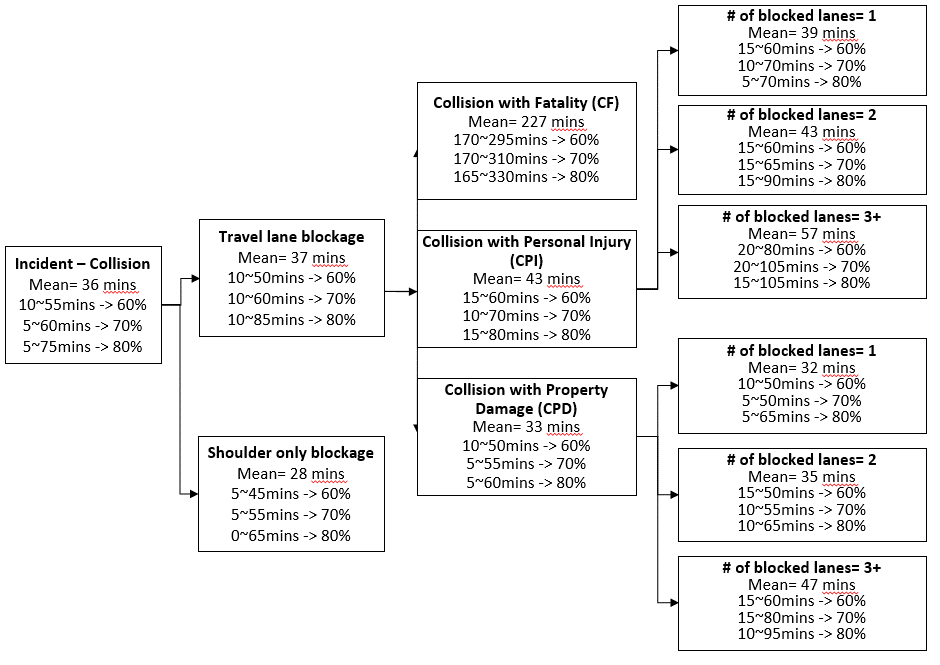 Incident – Collision
Mean= 36 mins
10~55mins -> 60%
5~60mins -> 70%
5~75mins -> 80%
Travel lane blockage
Mean= 37 mins
10~50mins -> 60%
10~60mins -> 70%
10~85mins -> 80%
Shoulder only blockage
Mean= 28 mins
5~45mins -> 60%
5~55mins -> 70%
0~65mins -> 80%
Collision with Fatality (CF)
Mean= 227 mins
170~295mins -> 60%
170~310mins -> 70%
165~330mins -> 80%
Collision with Personal Injury
(CPI)
Mean= 43 mins
15~60mins -> 60%
10~70mins -> 70%
15~80mins -> 80%
Collision with Property
Damage (CPD)
Mean= 33 mins
10~50mins -> 60%
5~55mins -> 70%
5~60mins -> 80%
# of blocked lanes= 1
Mean= 39 mins
15~60mins -> 60%
10~70mins -> 70%
5~70mins -> 80%
# of blocked lanes= 2
Mean= 43 mins
15~60mins -> 60%
15~65mins -> 70%
15~90mins -> 80%
# of blocked lanes= 3+
Mean= 57 mins
20~80mins -> 60%
20~105mins -> 70%
15~105mins -> 80%
# of blocked lanes= 1
Mean= 32 mins
10~50mins -> 60%
5~50mins -> 70%
5~65mins -> 80%
# of blocked lanes= 2
Mean= 35 mins
15~50mins -> 60%
10~55mins -> 70%
10~65mins -> 80%
# of blocked lanes= 3+
Mean= 47 mins
15~60mins -> 60%
15~80mins -> 70%
10~95mins -> 80%